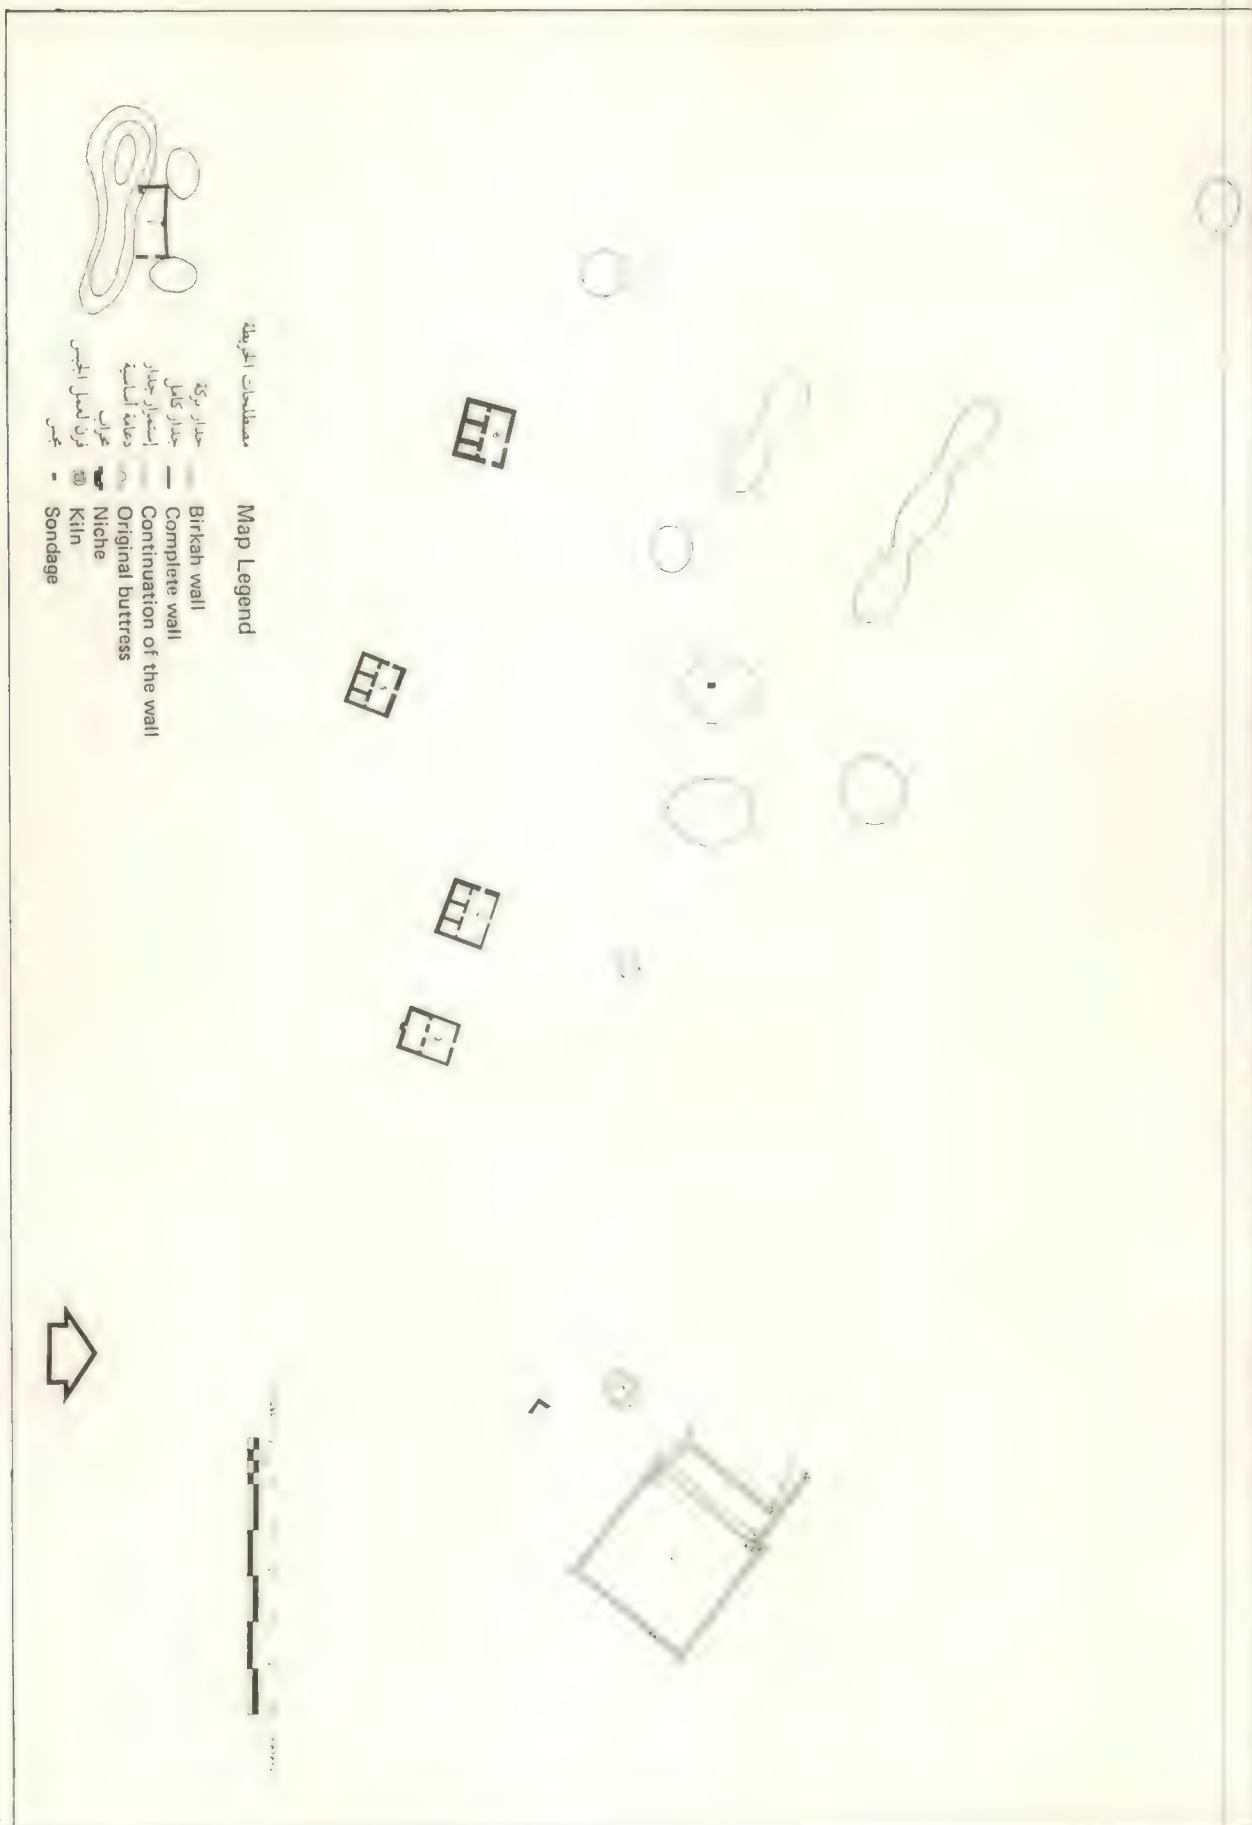 مصطلحات الخريطة Map Legend
جدار بركة Birkah wall
جدار كامل Complete wall
إستمرار جدار Continuation of the wall
دعامة أساسية Original buttress
محراب Niche
فرن لعمل الجبس Kiln
مجس Sondage